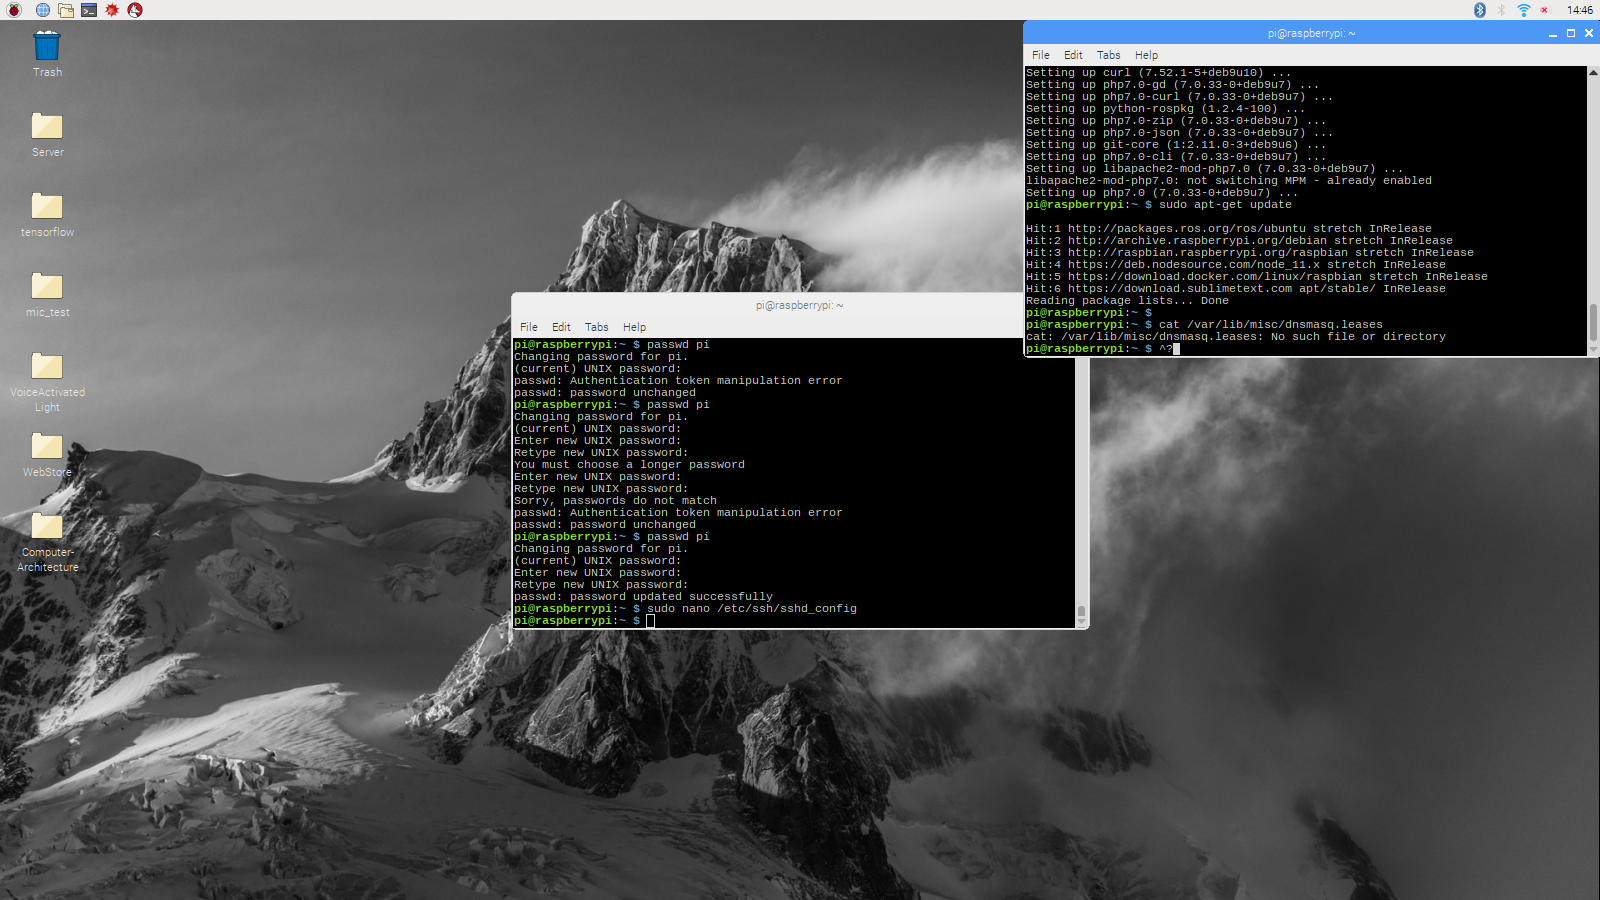 14:46
Trash
Server
tensorflow
mic_test
VoiceActivated
Light
WebStore
Computer-
Architecture
pi@raspberrypi: ~
File Edit Tabs Help
Setting up curl (7.52.1-5+deb9u10) ...
Setting up php7.0-gd (7.0.33-0+deb9u7) ...
Setting up php7.0-curl (7.0.33-0+deb9u7) ...
Setting up python-rospkg (1.2.4-100) ...
Setting up php7.0-zip (7.0.33-0+deb9u7) ...
Setting up php7.0-json (7.0.33-0+deb9u7) ...
Setting up git-core (1:2.11.0-3+deb9u6) ...
Setting up php7.0-cli (7.0.33-0+deb9u7) ...
Setting up libapache2-mod-php7.0 (7.0.33-0+deb9u7) ...
libapache2-mod-php7.0: not switching MPM - already enabled
Setting up php7.0 (7.0.33-0+deb9u7) ...
pi@raspberrypi:~ $ sudo apt-get update
Hit:1 http://packages.ros.org/ros/ubuntu stretch InRelease
Hit:2 http://archive.raspberrypi.org/debian stretch InRelease
Hit:3 http://raspbian.raspberrypi.org/raspbian stretch InRelease
Hit:4 https://deb.nodesource.com/node_11.x stretch InRelease
Hit:5 https://download.docker.com/linux/raspbian stretch InRelease
Hit:6 https://download.sublimetext.com apt/stable/ InRelease
Reading package lists... Done
pi@raspberrypi:~ $
pi@raspberrypi:~ $ cat /var/lib/misc/dnsmasq.leases
cat: /var/lib/misc/dnsmasq.leases: No such file or directory
pi@raspberrypi:~ $ ^?
pi@raspberrypi: ~
File Edit Tabs Help
pi@raspberrypi:~ $ passwd pi
Changing password for pi.
(current) UNIX password:
passwd: Authentication token manipulation error
passwd: password unchanged
pi@raspberrypi:~ $ passwd pi
Changing password for pi.
(current) UNIX password:
Enter new UNIX password:
Retype new UNIX password:
You must choose a longer password
Enter new UNIX password:
Retype new UNIX password:
Sorry, passwords do not match
passwd: Authentication token manipulation error
passwd: password unchanged
pi@raspberrypi:~ $ passwd pi
Changing password for pi.
(current) UNIX password:
Enter new UNIX password:
Retype new UNIX password:
passwd: password updated successfully
pi@raspberrypi:~ $ sudo nano /etc/ssh/sshd_config
pi@raspberrypi:~ $